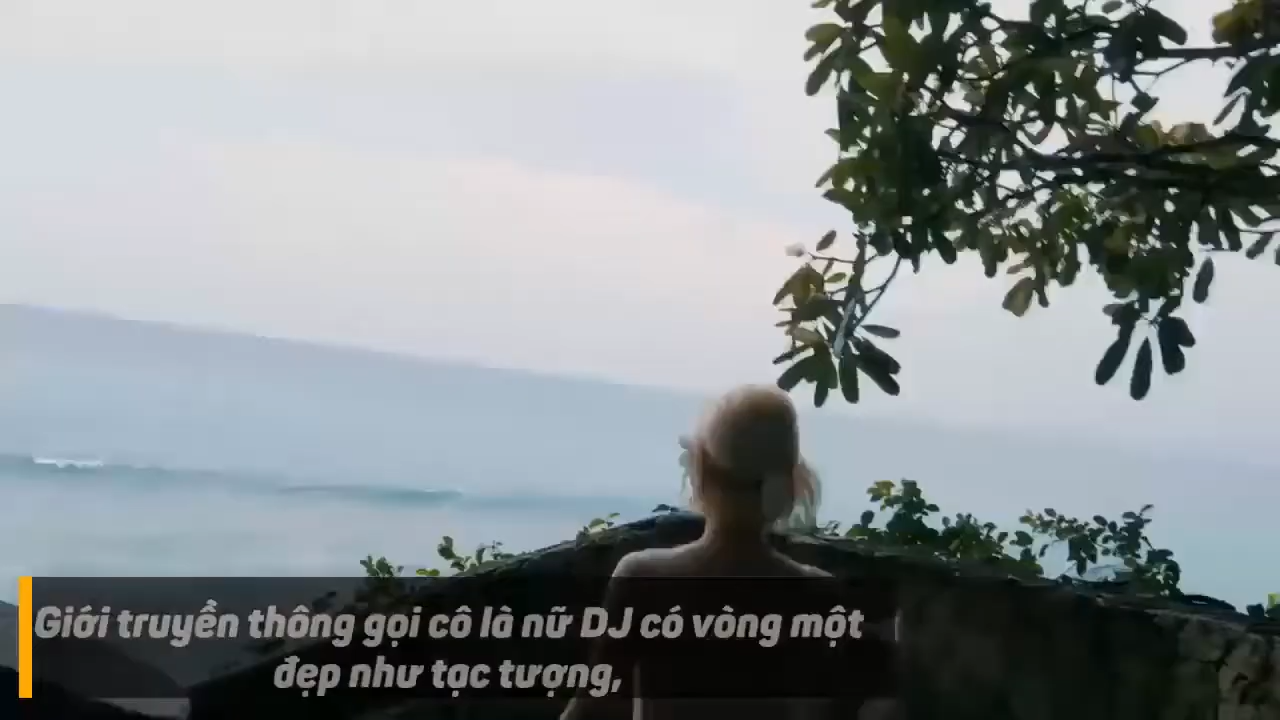 Giới truyền thông gọi cô là nữ DJ có vòng một
đẹp như tạc tượng,